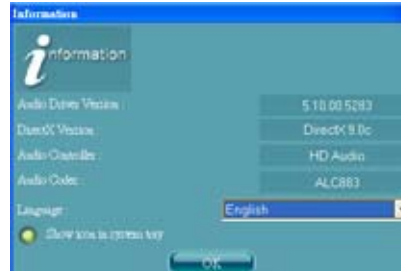 Information
information
Audio Driver Version : 5.10.00.5283
DirectX Version : DirectX 9.0c
Audio Controller : HD Audio
Audio Codec : ALC883
Language : English
Show icon in system tray
OK